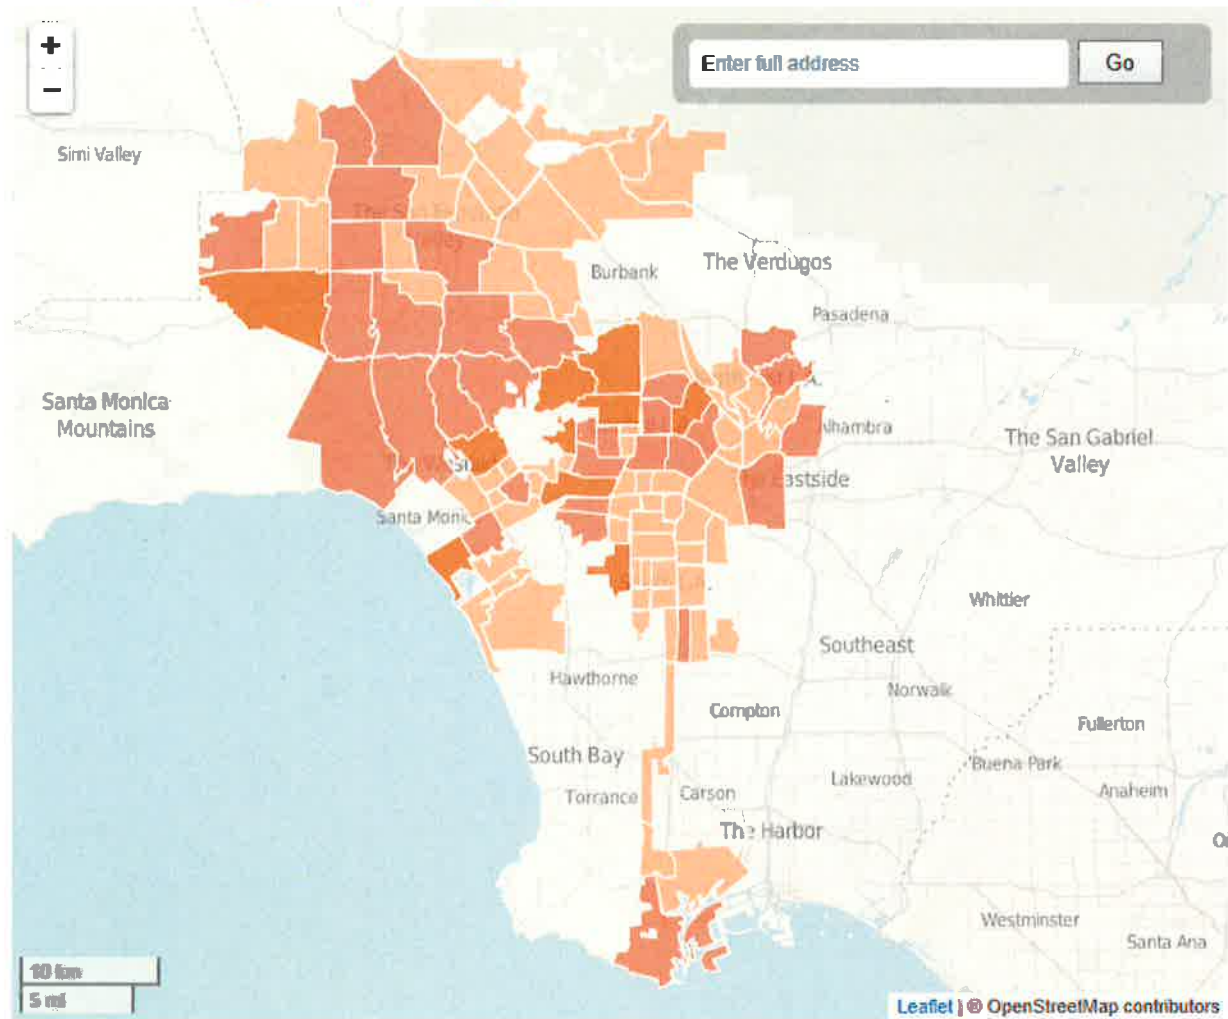 +
−
Enter full address
Go
Simi Valley
Burbank
The Verdugos
Pasadena
Santa Monica
Mountains
Alhambra
The San Gabriel
Valley
Eastside
Santa Monic
Whittier
Southeast
Hawthorne
Norwalk
Compton
Fullerton
South Bay
Buena Park
Lakewood
Torrance
Carson
Anaheim
The Harbor
Westminster
Santa Ana
10 km
5 mi
Leaflet | © OpenStreetMap contributors